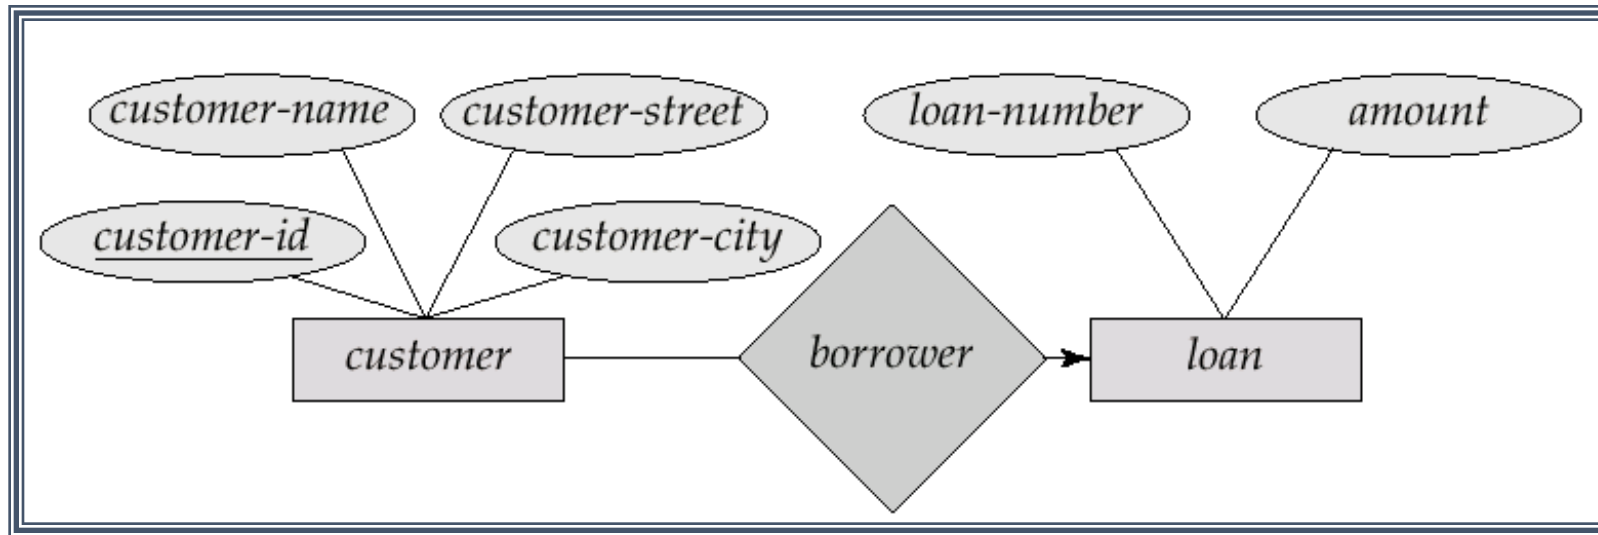 customer-name
customer-street
loan-number
amount
customer-id
customer-city
customer
borrower
loan